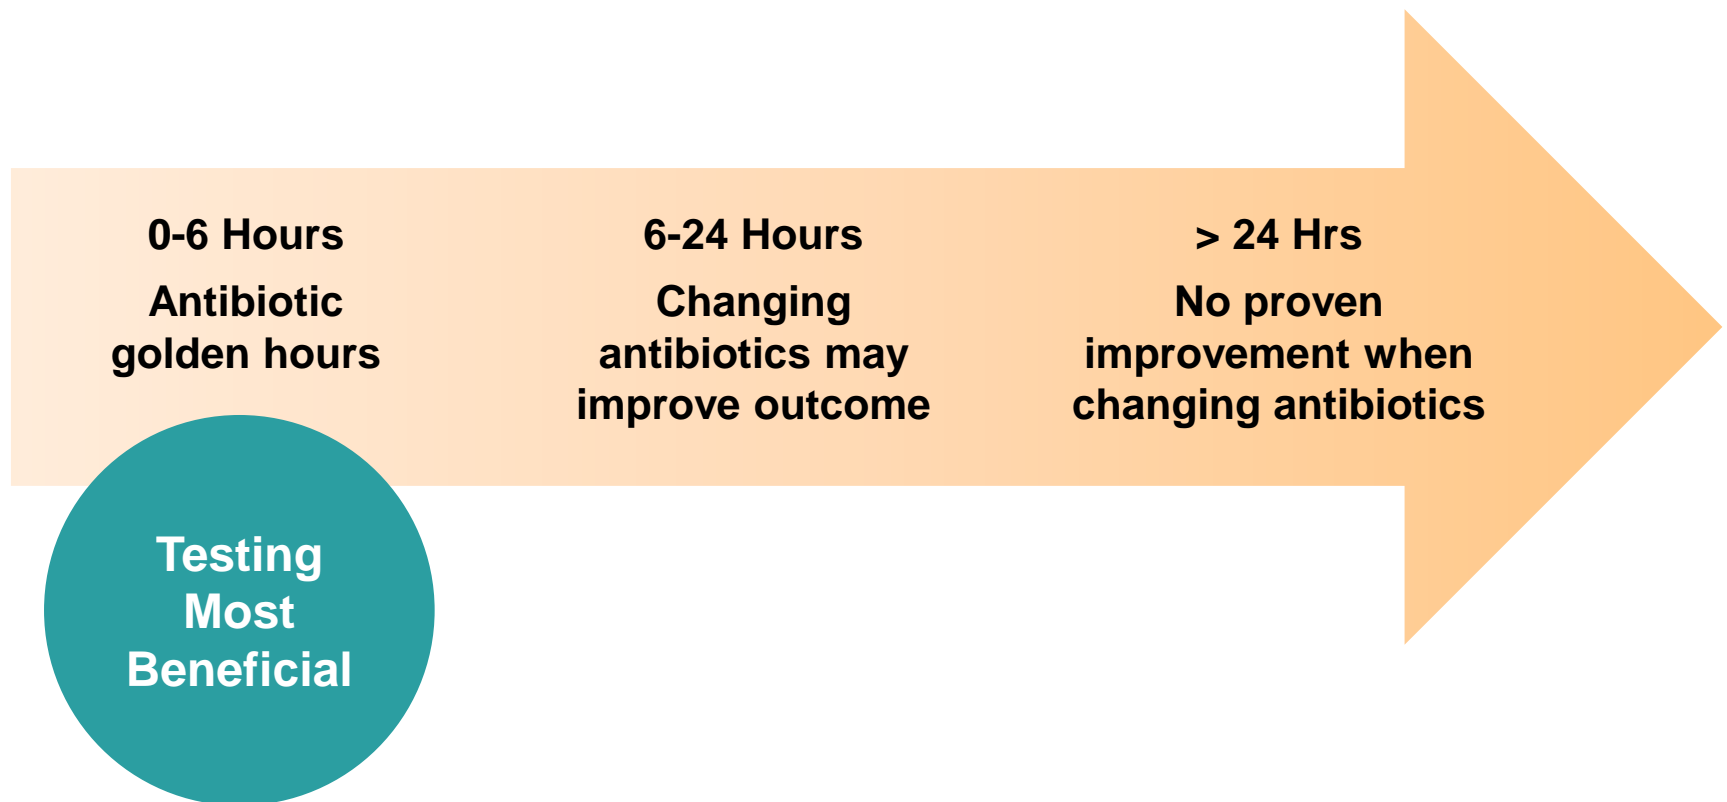 0-6 Hours
Antibiotic
golden hours
6-24 Hours
Changing
antibiotics may
improve outcome
> 24 Hrs
No proven
improvement when
changing antibiotics
Testing
Most
Beneficial